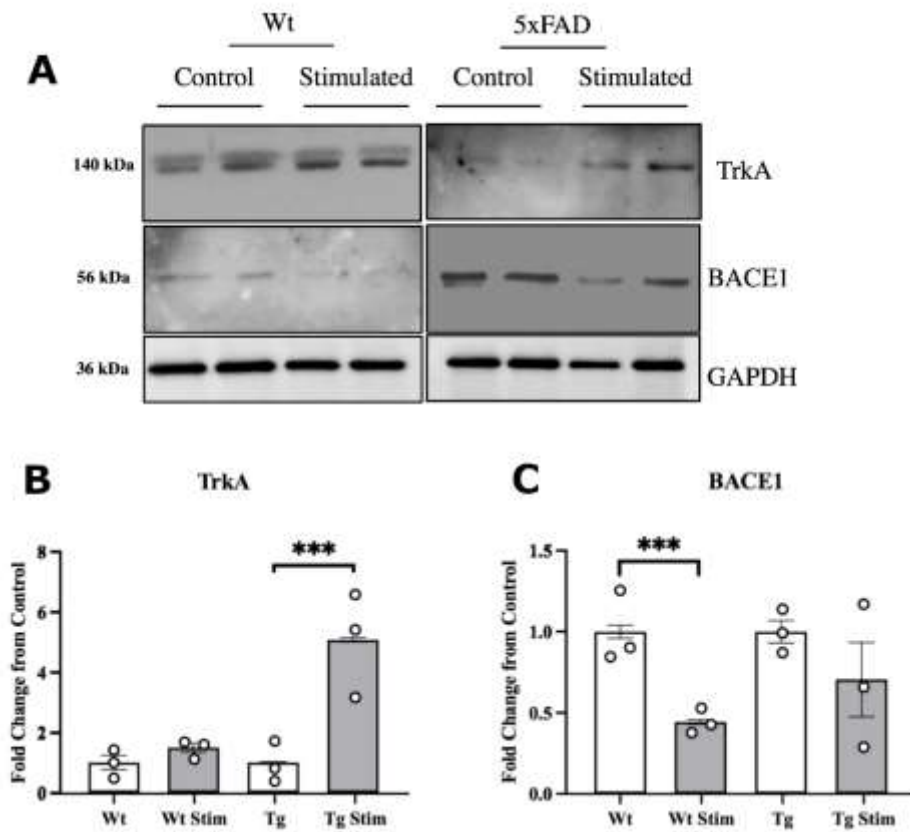 Wt 5xFAD
A
Control Stimulated Control Stimulated
140 kDa TrkA
56 kDa BACE1
36 kDa GAPDH
B TrkA
Fold Change from Control
8
6
4
2
0
***
Wt Wt Stim Tg Tg Stim
C BACE1
Fold Change from Control
1.5
1.0
0.5
0.0
***
Wt Wt Stim Tg Tg Stim